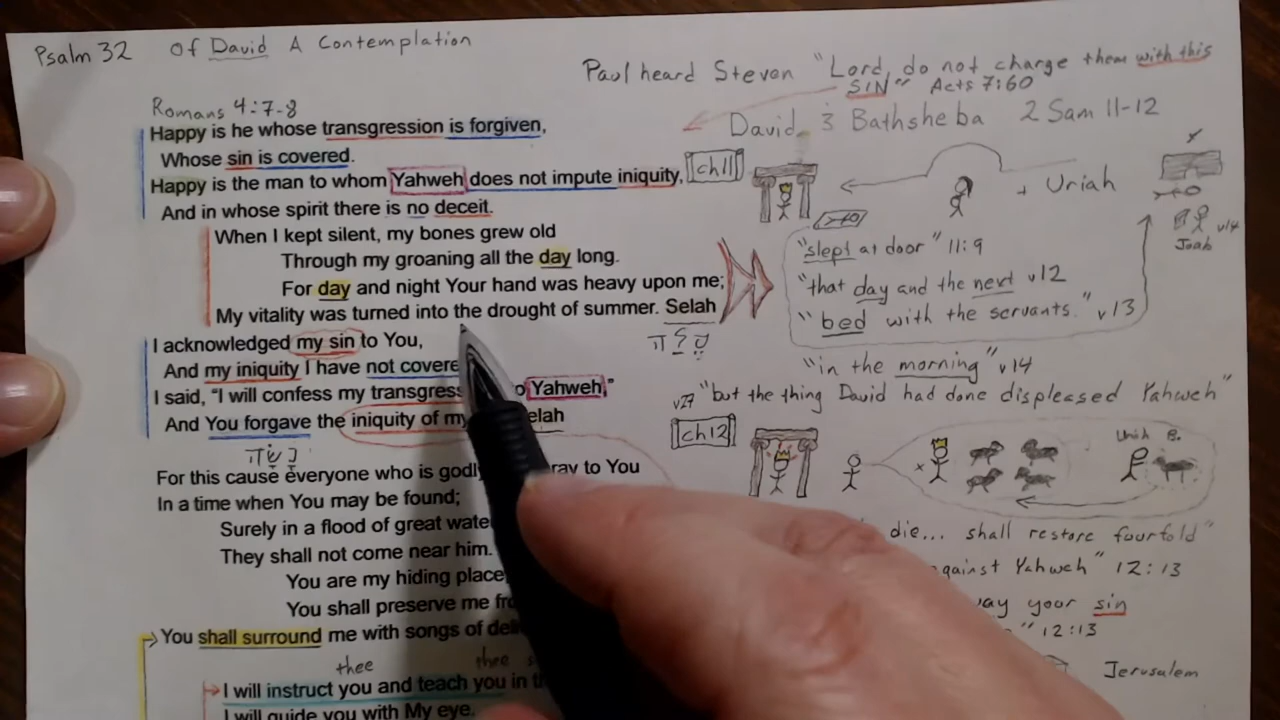 Psalm 32 Of David A Contemplation
Paul heard Steven "Lord, do not charge them with this
SIN" Acts 7:60
Romans 4:7-8
David & Bathsheba 2 Sam 11-12
Happy is he whose transgression is forgiven,
Whose sin is covered.
Happy is the man to whom Yahweh does not impute iniquity,
And in whose spirit there is no deceit.
ch11
+ Uriah
v14
Joab
When I kept silent, my bones grew old
Through my groaning all the day long.
For day and night Your hand was heavy upon me;
My vitality was turned into the drought of summer. Selah
"slept at door" 11:9
"that day and the next v12
"bed with the servants." v13
I acknowledged my sin to You,
And my iniquity I have not covere
I said, "I will confess my transgress o Yahweh,"
And You forgave the iniquity of my elah
"in the morning" v14
v27 "but the thing David had done displeased Yahweh"
ch12
For this cause everyone who is godly ray to You
In a time when You may be found;
Surely in a flood of great wate
They shall not come near him.
You are my hiding place
You shall preserve me fr
You shall surround me with songs of deli
die... shall restore fourfold"
against Yahweh" 12:13
way your sin
" 12:13
Jerusalem
thee thee
I will instruct you and teach you in t
I will guide you with My eye.